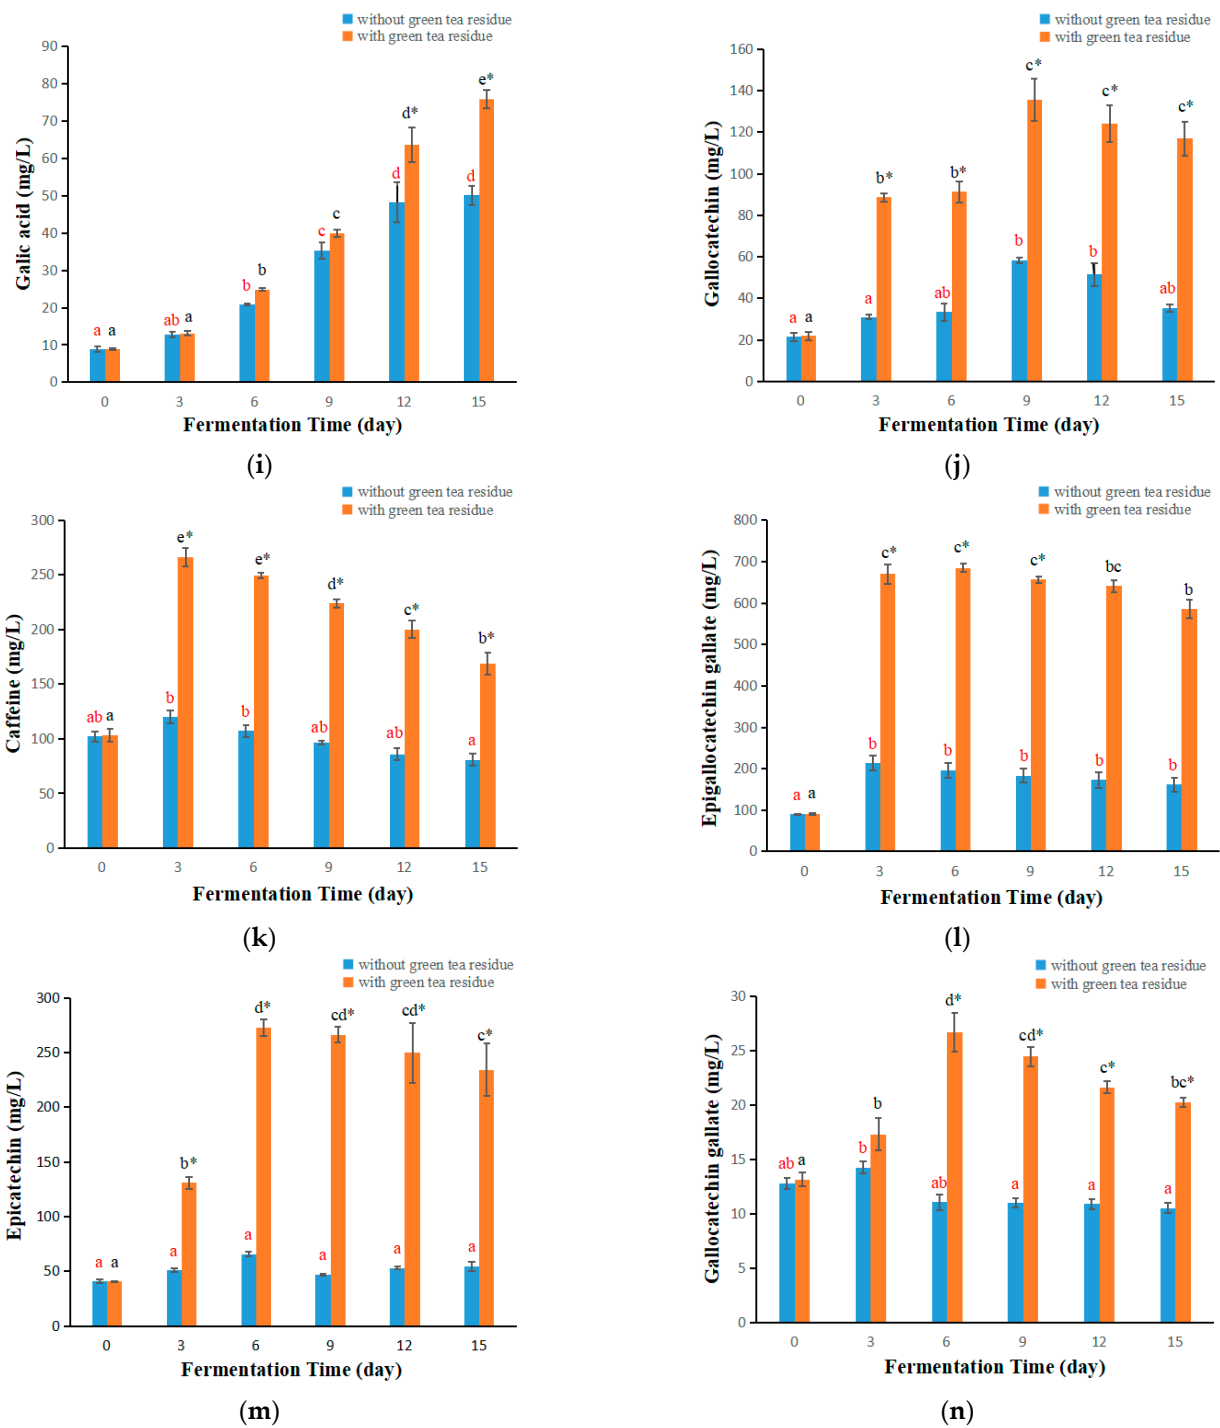 without green tea residue
with green tea residue
Galic acid (mg/L)
90
80
70
60
50
40
30
20
10
0
a a ab a b b c c d d* d e*
0 3 6 9 12 15
Fermentation Time (day)
(i)
without green tea residue
with green tea residue
Gallocatechin (mg/L)
160
140
120
100
80
60
40
20
0
a a a b* ab b* b c* b c* ab c*
0 3 6 9 12 15
Fermentation Time (day)
(j)
without green tea residue
with green tea residue
Caffeine (mg/L)
300
250
200
150
100
50
0
ab a b e* b e* ab d* ab c* a b*
0 3 6 9 12 15
Fermentation Time (day)
(k)
without green tea residue
with green tea residue
Epigallocatechin gallate (mg/L)
800
700
600
500
400
300
200
100
0
a a b c* b c* b c* b bc b b
0 3 6 9 12 15
Fermentation Time (day)
(l)
without green tea residue
with green tea residue
Epicatechin (mg/L)
300
250
200
150
100
50
0
a a a b* a d* a cd* a cd* a c*
0 3 6 9 12 15
Fermentation Time (day)
(m)
without green tea residue
with green tea residue
Gallocatechin gallate (mg/L)
30
25
20
15
10
5
0
ab a b b ab d* a cd* a c* a bc*
0 3 6 9 12 15
Fermentation Time (day)
(n)